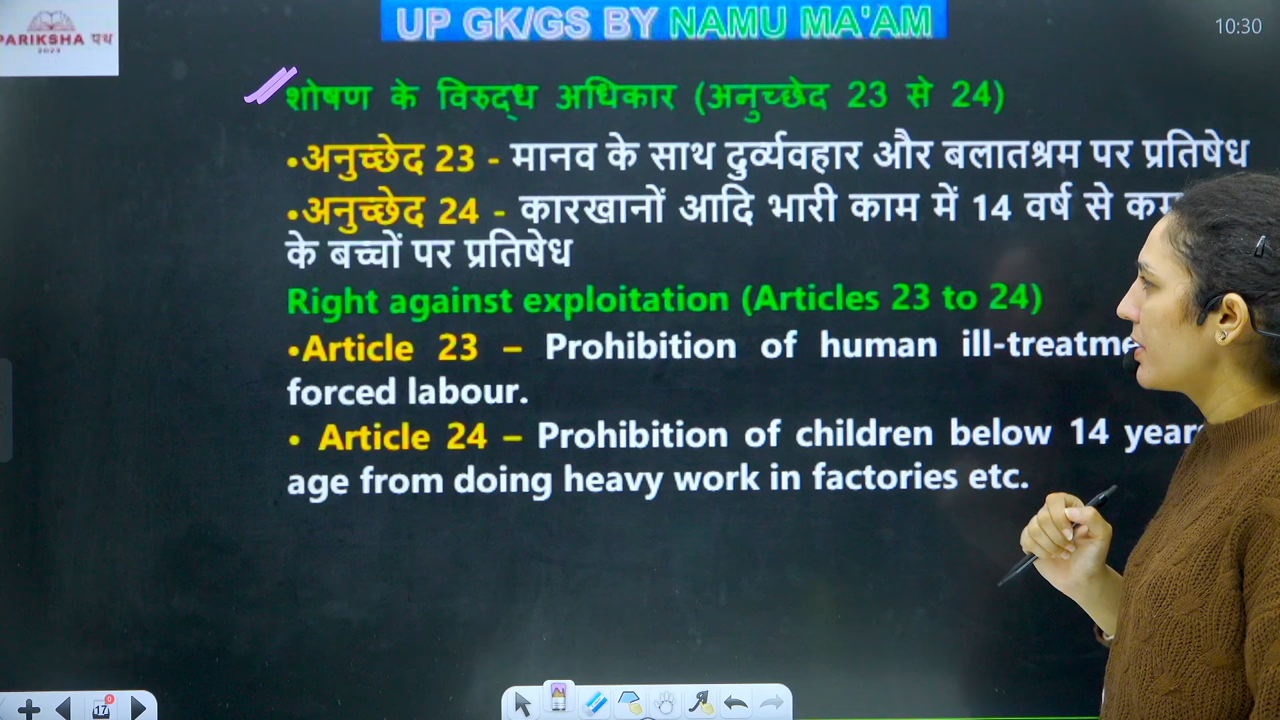 PARIKSHA पथ
2023
UP GK/GS BY NAMU MA'AM
10:30
शोषण के विरुद्ध अधिकार (अनुच्छेद 23 से 24)
•अनुच्छेद 23 - मानव के साथ दुर्व्यवहार और बलातश्रम पर प्रतिषेध
•अनुच्छेद 24 - कारखानों आदि भारी काम में 14 वर्ष से कम
के बच्चों पर प्रतिषेध
Right against exploitation (Articles 23 to 24)
•Article 23 – Prohibition of human
forced labour.
• Article 24 – Prohibition of children below 14
age from doing heavy work in factories etc.
17